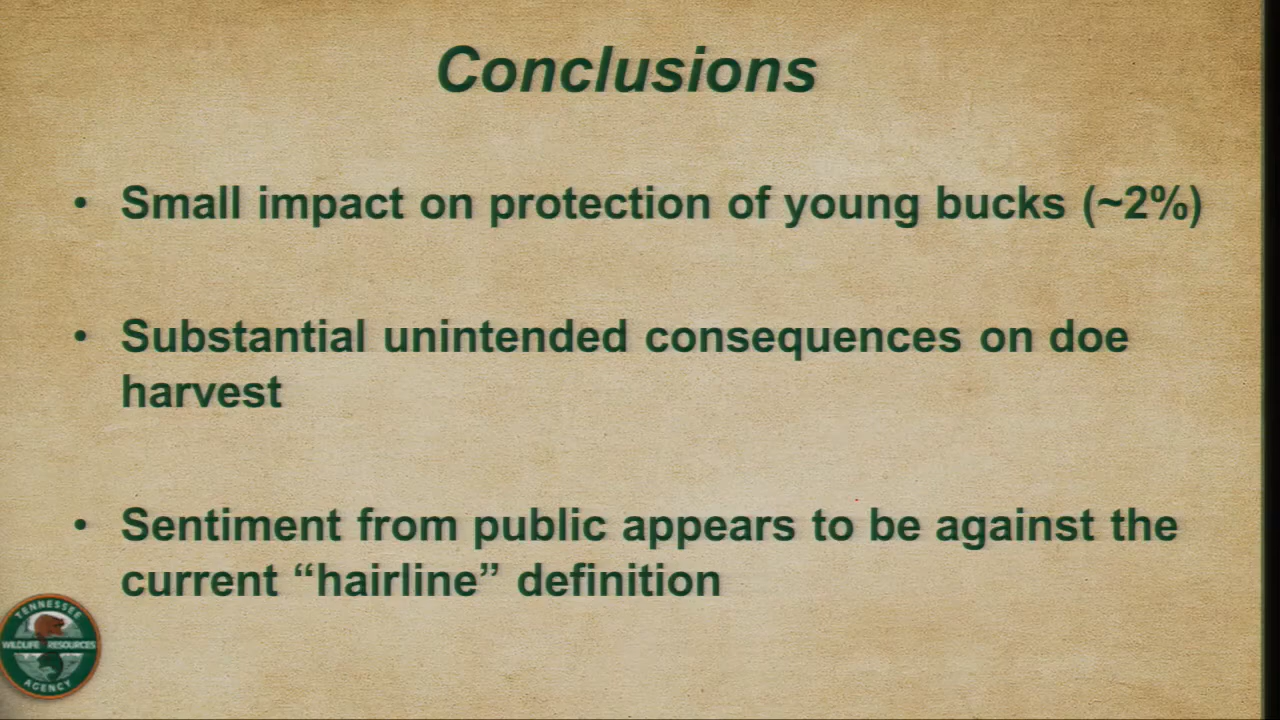 Conclusions
• Small impact on protection of young bucks (~2%)
• Substantial unintended consequences on doe
harvest
• Sentiment from public appears to be against the
current “hairline” definition
TENNESSEE
WILDLIFE RESOURCES
AGENCY